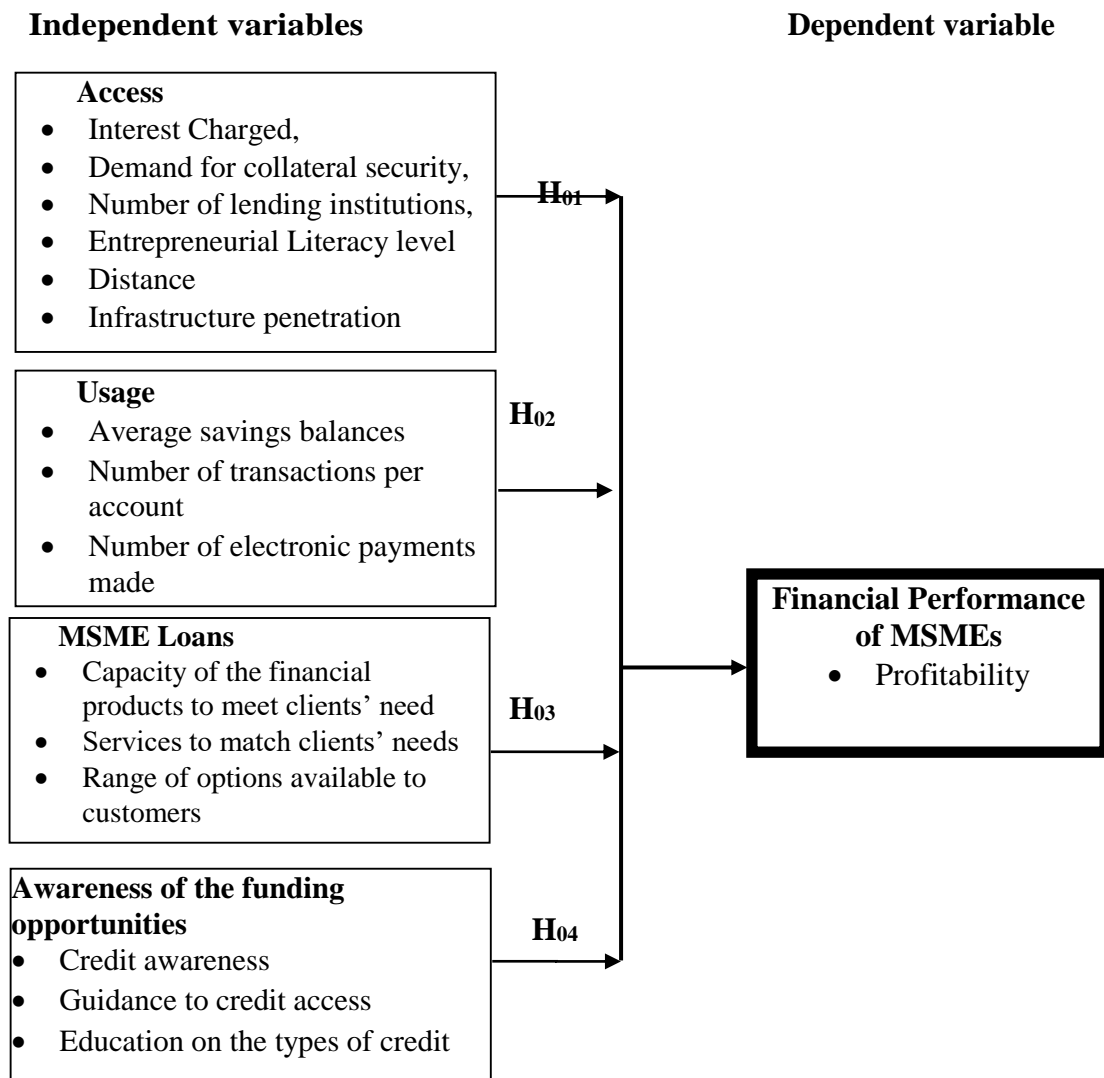 Independent variables
Dependent variable
Access
• Interest Charged,
• Demand for collateral security,
• Number of lending institutions,
• Entrepreneurial Literacy level
• Distance
• Infrastructure penetration
H01
Usage
• Average savings balances
• Number of transactions per
account
• Number of electronic payments
made
H02
MSME Loans
• Capacity of the financial
products to meet clients’ need
• Services to match clients’ needs
• Range of options available to
customers
H03
Awareness of the funding
opportunities
• Credit awareness
• Guidance to credit access
• Education on the types of credit
H04
Financial Performance
of MSMEs
• Profitability